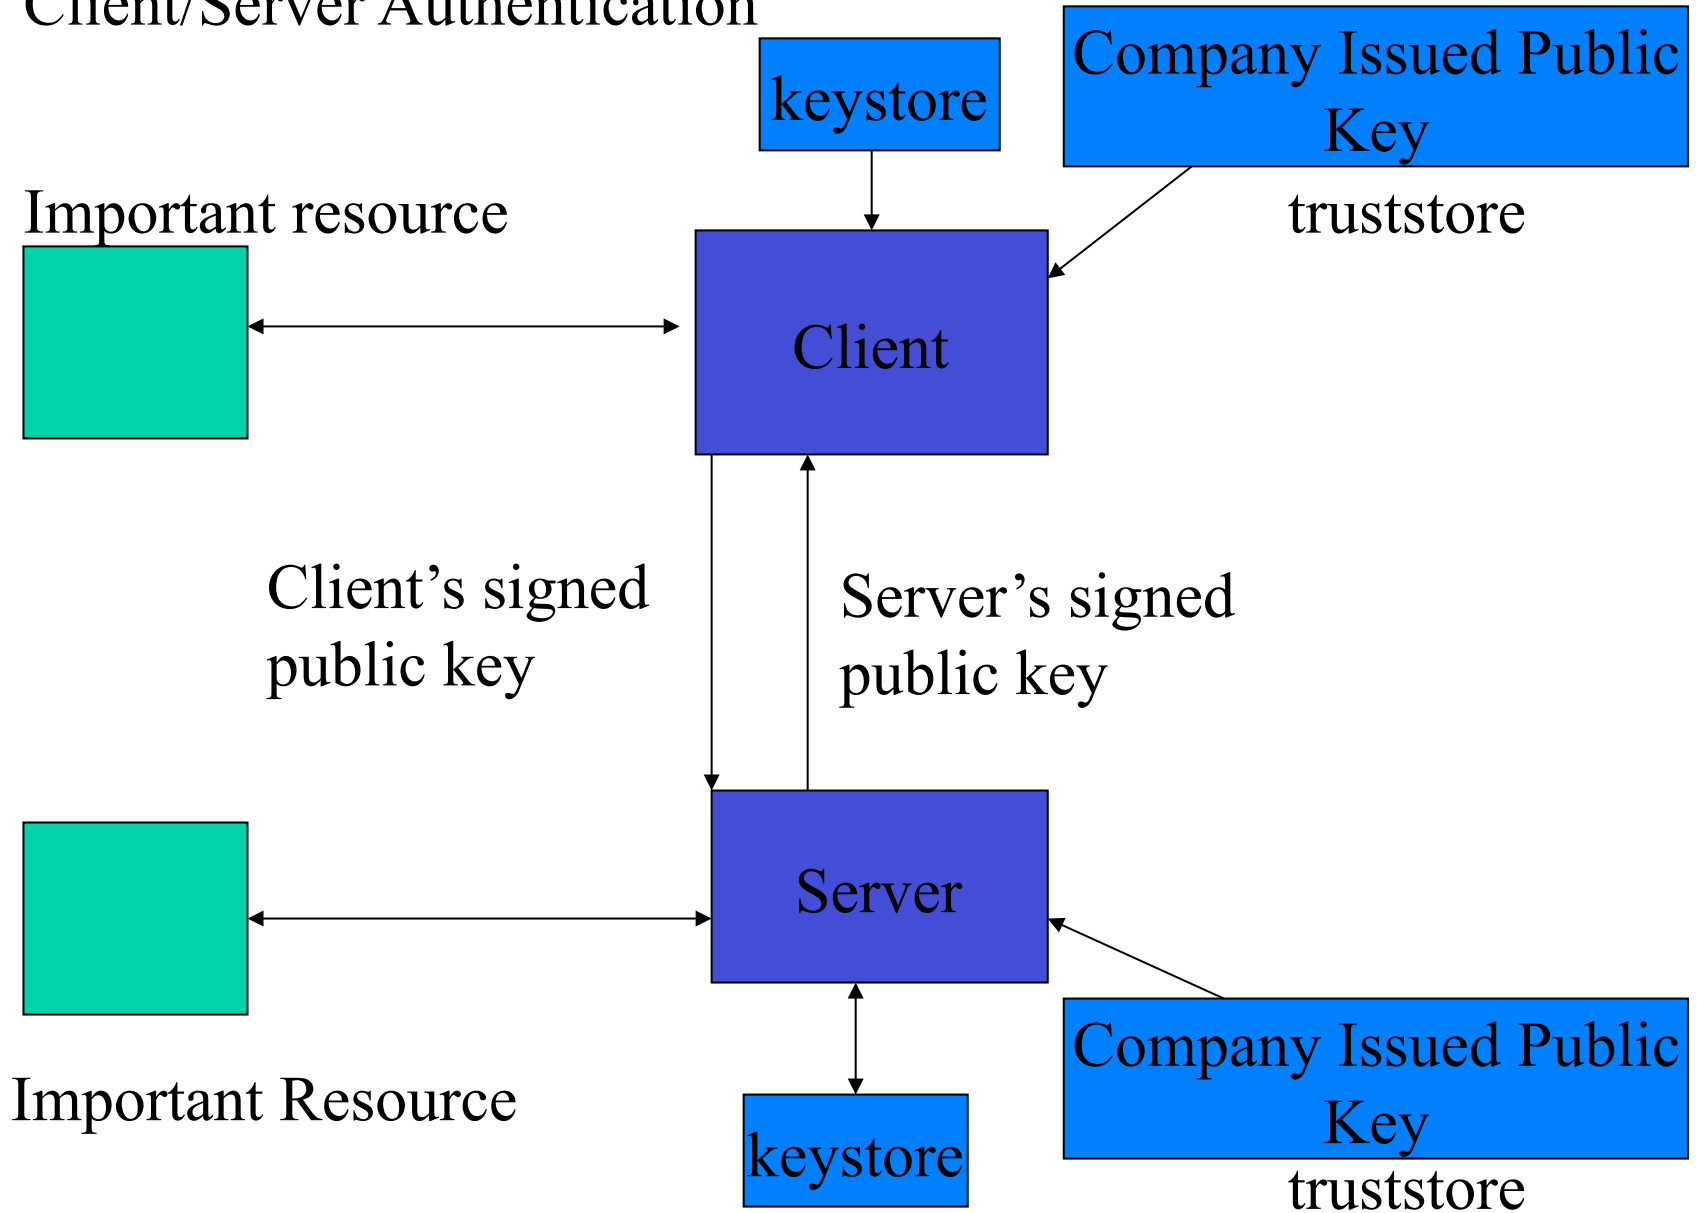 Client/Server Authentication
keystore
Company Issued Public
Key
Important resource
truststore
Client
Client’s signed
public key
Server’s signed
public key
Server
Company Issued Public
Key
Important Resource
keystore
truststore